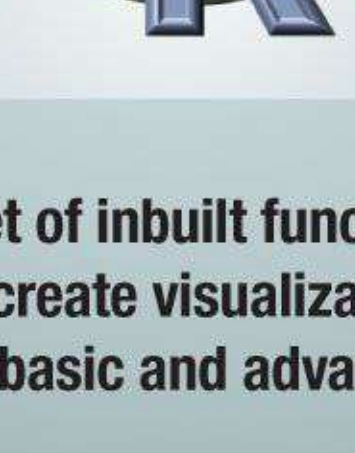 R
et of inbuilt func
create visualiza
basic and adva